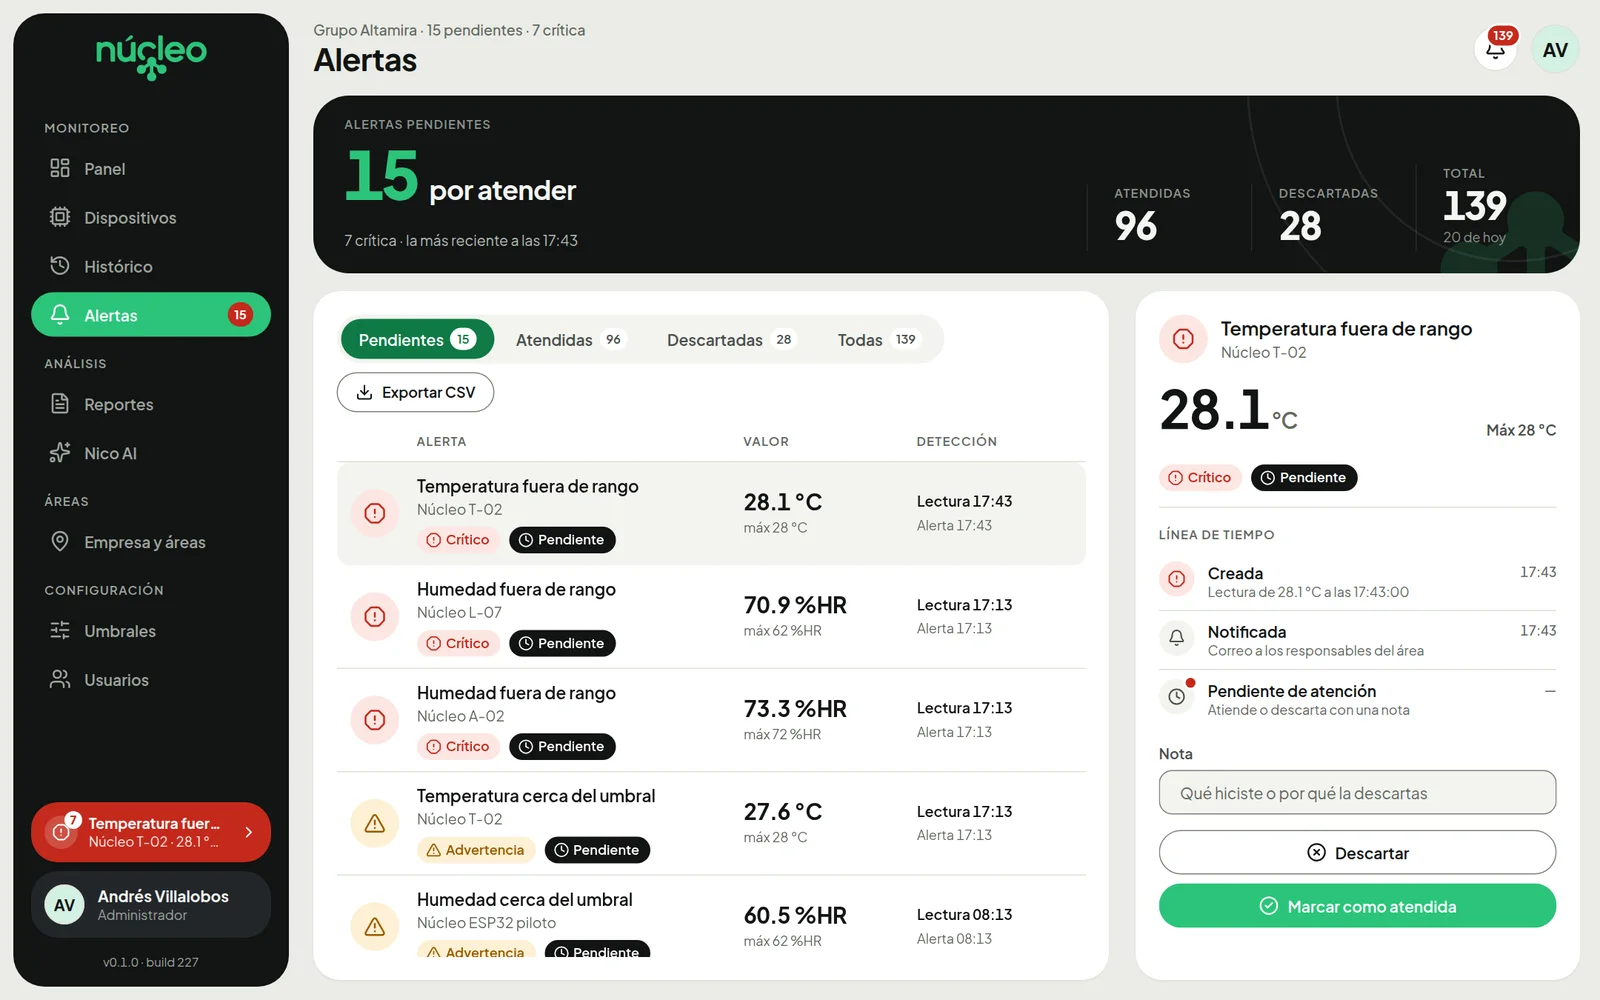 núcleo
MONITOREO
Panel
Dispositivos
Histórico
Alertas 15
ANÁLISIS
Reportes
Nico AI
ÁREAS
Empresa y áreas
CONFIGURACIÓN
Umbrales
Usuarios
7
Temperatura fuer...
Núcleo T-02 · 28.1 °...
AV
Andrés Villalobos
Administrador
v0.1.0 · build 227
Grupo Altamira · 15 pendientes · 7 crítica
Alertas
139
AV
ALERTAS PENDIENTES
15 por atender
7 crítica · la más reciente a las 17:43
ATENDIDAS
96
DESCARTADAS
28
TOTAL
139
20 de hoy
Pendientes 15 Atendidas 96 Descartadas 28 Todas 139
Exportar CSV
ALERTA VALOR DETECCIÓN
Temperatura fuera de rango
Núcleo T-02
Crítico Pendiente
28.1 °C
máx 28 °C
Lectura 17:43
Alerta 17:43
Humedad fuera de rango
Núcleo L-07
Crítico Pendiente
70.9 %HR
máx 62 %HR
Lectura 17:13
Alerta 17:13
Humedad fuera de rango
Núcleo A-02
Crítico Pendiente
73.3 %HR
máx 72 %HR
Lectura 17:13
Alerta 17:13
Temperatura cerca del umbral
Núcleo T-02
Advertencia Pendiente
27.6 °C
máx 28 °C
Lectura 17:13
Alerta 17:13
Humedad cerca del umbral
Núcleo ESP32 piloto
Advertencia Pendiente
60.5 %HR
máx 62 %HR
Lectura 08:13
Alerta 08:13
Temperatura fuera de rango
Núcleo T-02
28.1 °C
Máx 28 °C
Crítico Pendiente
LÍNEA DE TIEMPO
Creada 17:43
Lectura de 28.1 °C a las 17:43:00
Notificada 17:43
Correo a los responsables del área
Pendiente de atención —
Atiende o descarta con una nota
Nota
Qué hiciste o por qué la descartas
Descartar
Marcar como atendida